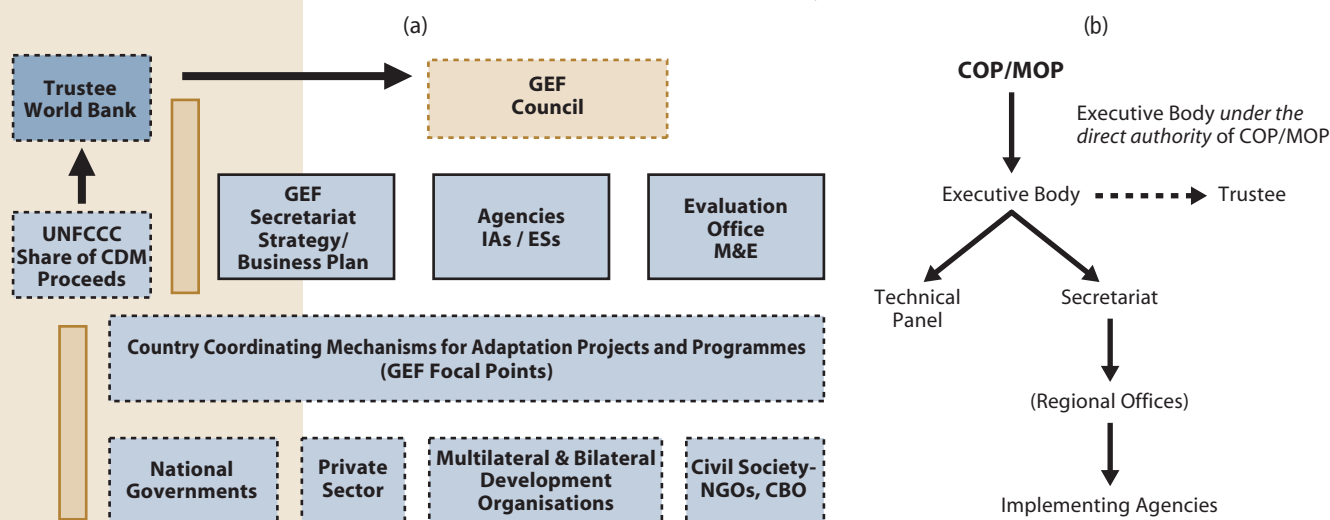 (a)
Trustee
World Bank
GEF
Council
UNFCCC
Share of CDM
Proceeds
GEF
Secretariat
Strategy/
Business Plan
Agencies
IAs / ESs
Evaluation
Office
M&E
Country Coordinating Mechanisms for Adaptation Projects and Programmes
(GEF Focal Points)
National
Governments
Private
Sector
Multilateral & Bilateral
Development
Organisations
Civil Society-
NGOs, CBO
(b)
COP/MOP
Executive Body under the
direct authority of COP/MOP
Executive Body
Trustee
Technical
Panel
Secretariat
(Regional Offices)
Implementing Agencies